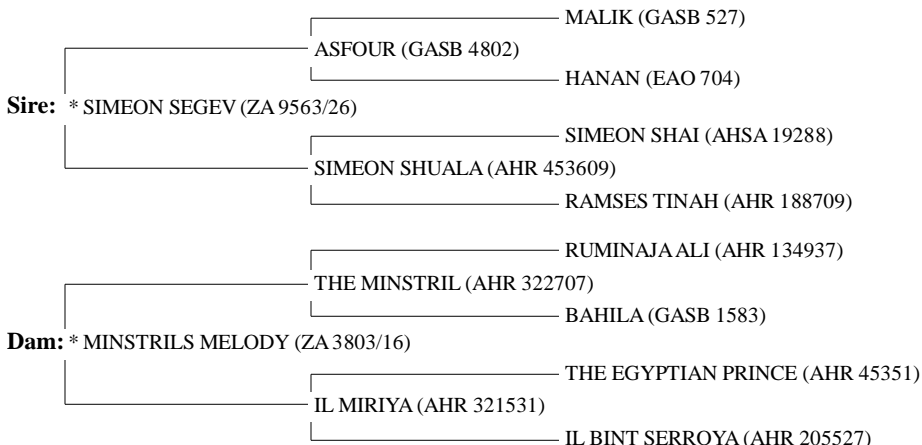 MALIK (GASB 527)
ASFOUR (GASB 4802)
HANAN (EAO 704)
Sire: * SIMEON SEGEV (ZA 9563/26)
SIMEON SHAI (AHSA 19288)
SIMEON SHUALA (AHR 453609)
RAMSES TINAH (AHR 188709)
RUMINAJA ALI (AHR 134937)
THE MINSTRIL (AHR 322707)
BAHILA (GASB 1583)
Dam: * MINSTRILS MELODY (ZA 3803/16)
THE EGYPTIAN PRINCE (AHR 45351)
IL MIRIYA (AHR 321531)
IL BINT SERROYA (AHR 205527)